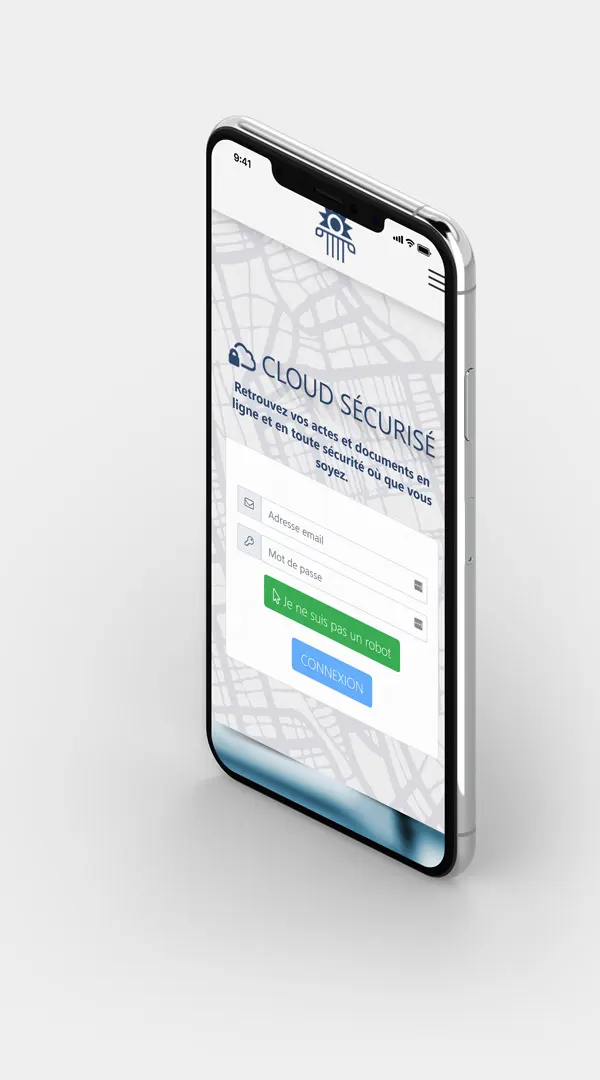 9:41
CLOUD SÉCURISÉ
Retrouvez vos actes et documents en
ligne et en toute sécurité où que vous
soyez.
Adresse email
Mot de passe
Je ne suis pas un robot
CONNEXION